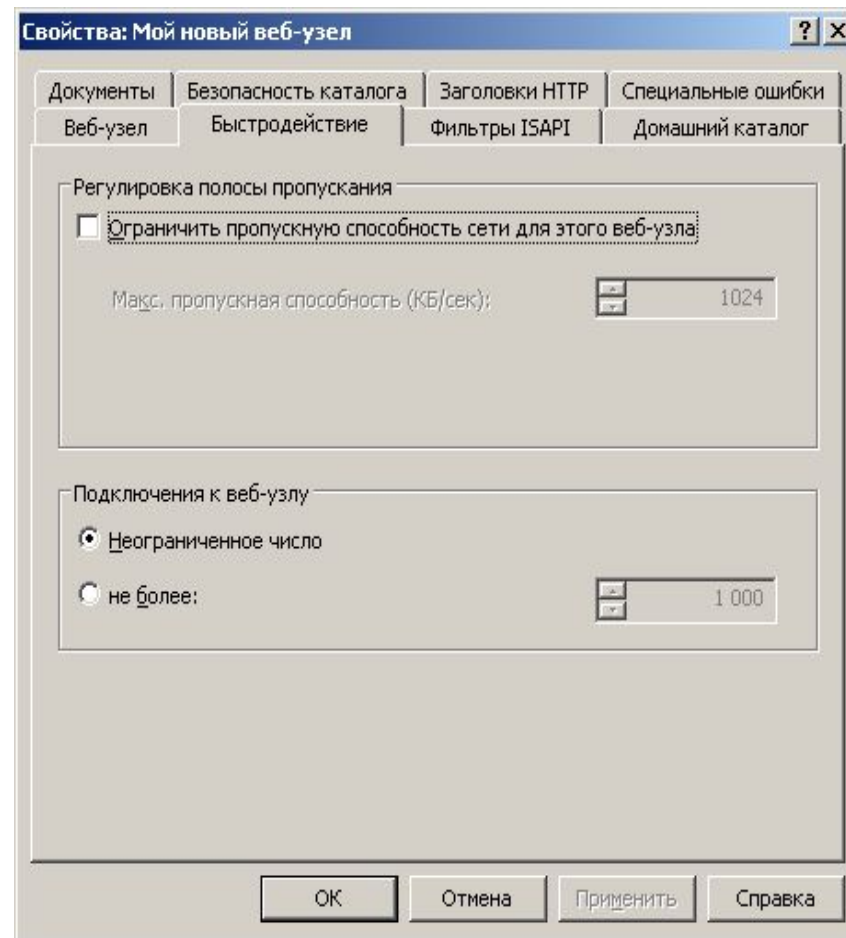 Свойства: Мой новый веб-узел
Документы Безопасность каталога Заголовки HTTP Специальные ошибки
Веб-узел Быстродействие Фильтры ISAPI Домашний каталог
Регулировка полосы пропускания
Ограничить пропускную способность сети для этого веб-узла
Макс. пропускная способность (КБ/сек): 1024
Подключения к веб-узлу
Неограниченное число
не более: 1 000
ОК Отмена Применить Справка